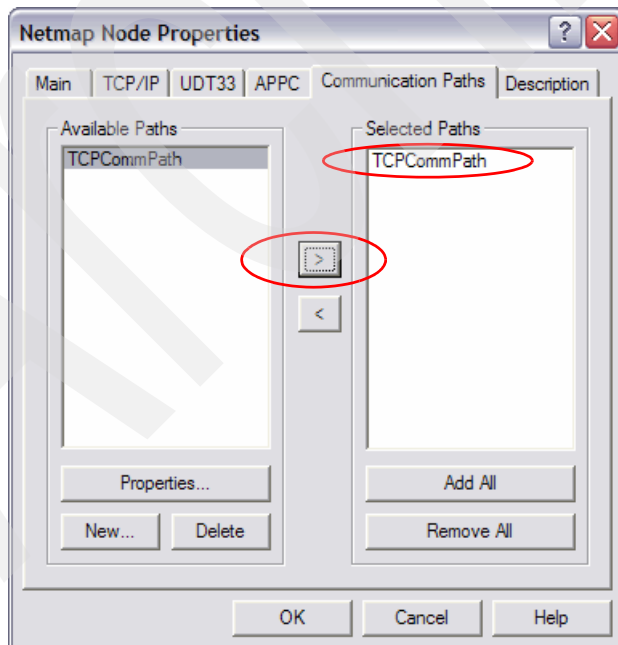 Netmap Node Properties
Main TCP/IP UDT33 APPC Communication Paths Description
Available Paths Selected Paths
TCPCommPath TCPCommPath
>
<
Properties... Add All
New... Delete Remove All
OK Cancel Help